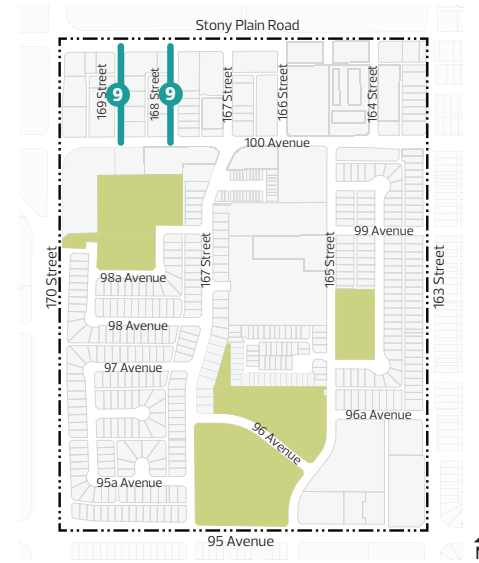 Stony Plain Road
169 Street
9
168 Street
9
167 Street
166 Street
164 Street
100 Avenue
99 Avenue
170 Street
167 Street
165 Street
163 Street
98a Avenue
98 Avenue
97 Avenue
96a Avenue
96 Avenue
95a Avenue
95 Avenue